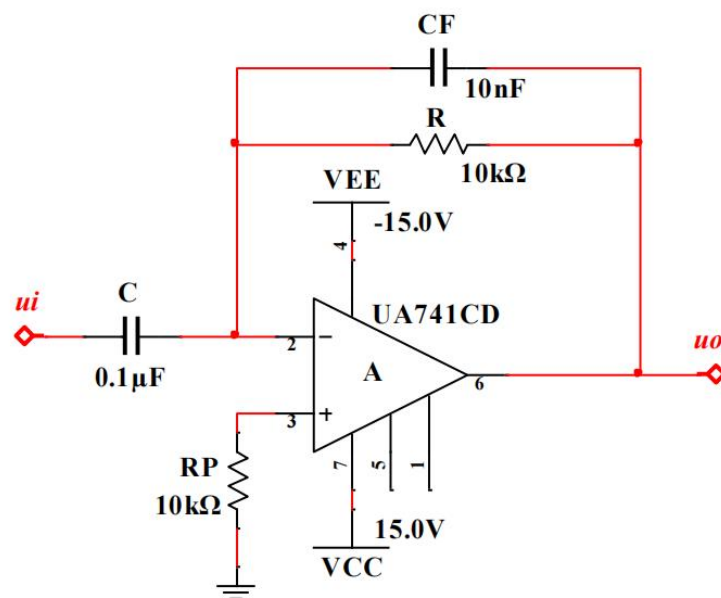 CF
10nF
R
10kΩ
VEE
-15.0V
4
ui
C
0.1μF
UA741CD
2
A
6
uo
3
RP
10kΩ
7
5
1
15.0V
VCC